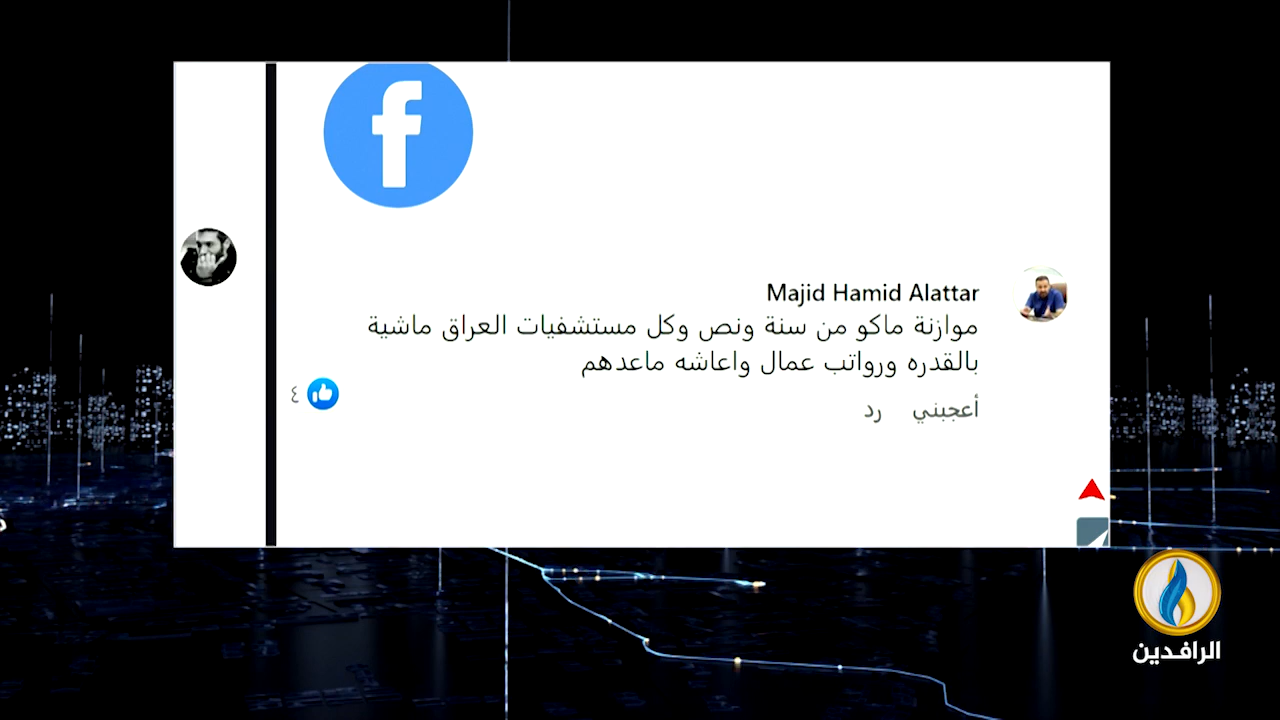 Majid Hamid Alattar
موازنة ماكو من سنة ونص وكل مستشفيات العراق ماشية
بالقدره ورواتب عمال واعاشه ماعدهم
أعجبني رد
٤
الرافدين